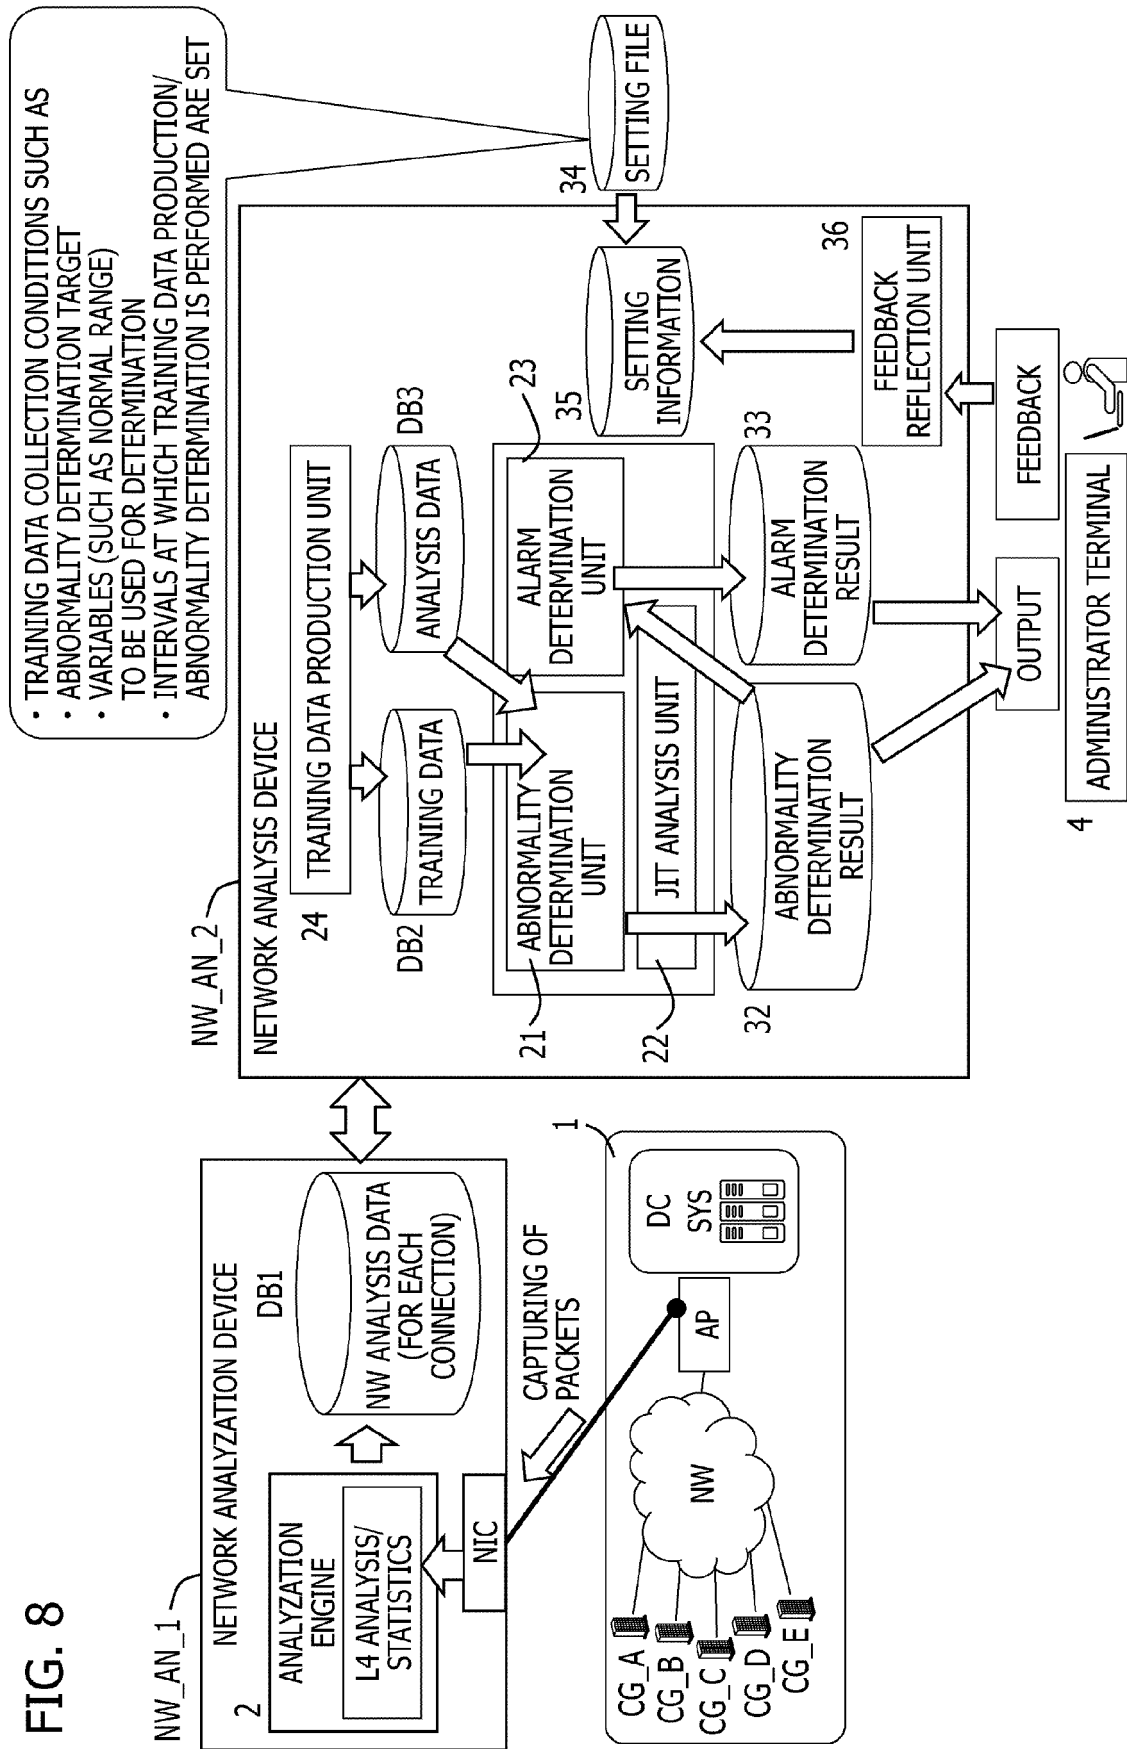 FIG. 8
NW_AN_1
NETWORK ANALYZATION DEVICE
2
ANALYZATION
ENGINE
L4 ANALYSIS/
STATISTICS
NIC
DB1
NW ANALYSIS DATA
(FOR EACH
CONNECTION)
CAPTURING OF
PACKETS
1
CG_A
CG_B
CG_C
CG_D
CG_E
NW
AP
DC
SYS
NW_AN_2
NETWORK ANALYSIS DEVICE
24
TRAINING DATA PRODUCTION UNIT
DB2
TRAINING DATA
DB3
ANALYSIS DATA
21
ABNORMALITY
DETERMINATION
UNIT
23
ALARM
DETERMINATION
UNIT
22
JIT ANALYSIS UNIT
32
ABNORMALITY
DETERMINATION
RESULT
33
ALARM
DETERMINATION
RESULT
35
SETTING
INFORMATION
34
SETTING FILE
36
FEEDBACK
REFLECTION UNIT
OUTPUT
FEEDBACK
4
ADMINISTRATOR TERMINAL
• TRAINING DATA COLLECTION CONDITIONS SUCH AS
• ABNORMALITY DETERMINATION TARGET
• VARIABLES (SUCH AS NORMAL RANGE)
TO BE USED FOR DETERMINATION
• INTERVALS AT WHICH TRAINING DATA PRODUCTION/
ABNORMALITY DETERMINATION IS PERFORMED ARE SET